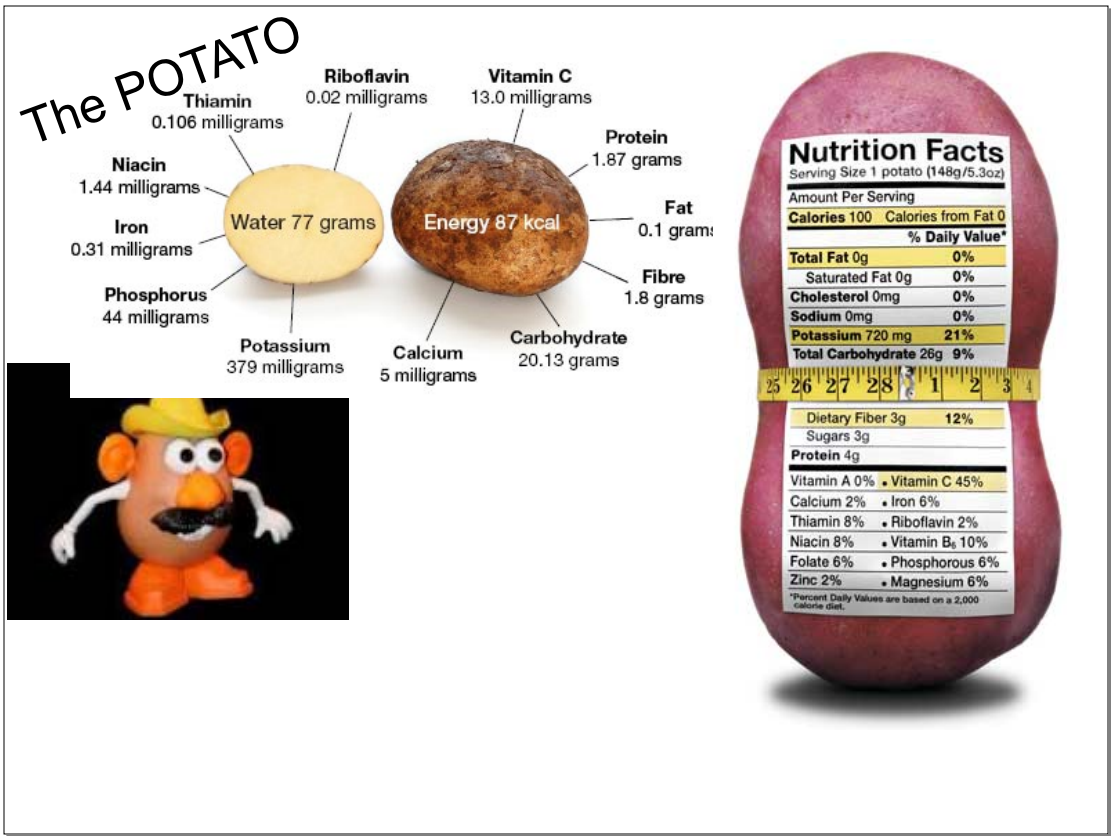 The POTATO
Riboflavin
0.02 milligrams
Vitamin C
13.0 milligrams
Thiamin
0.106 milligrams
Protein
1.87 grams
Niacin
1.44 milligrams
Water 77 grams
Energy 87 kcal
Fat
0.1 grams
Iron
0.31 milligrams
Fibre
1.8 grams
Phosphorus
44 milligrams
Potassium
379 milligrams
Calcium
5 milligrams
Carbohydrate
20.13 grams
Nutrition Facts
Serving Size 1 potato (148g/5.3oz)
Amount Per Serving
Calories 100 Calories from Fat 0
% Daily Value*
Total Fat 0g 0%
Saturated Fat 0g 0%
Cholesterol 0mg 0%
Sodium 0mg 0%
Potassium 720 mg 21%
Total Carbohydrate 26g 9%
25 26 27 28 1 2 3 4
Dietary Fiber 3g 12%
Sugars 3g
Protein 4g
Vitamin A 0% • Vitamin C 45%
Calcium 2% • Iron 6%
Thiamin 8% • Riboflavin 2%
Niacin 8% • Vitamin B₆ 10%
Folate 6% • Phosphorous 6%
Zinc 2% • Magnesium 6%
*Percent Daily Values are based on a 2,000
calorie diet.